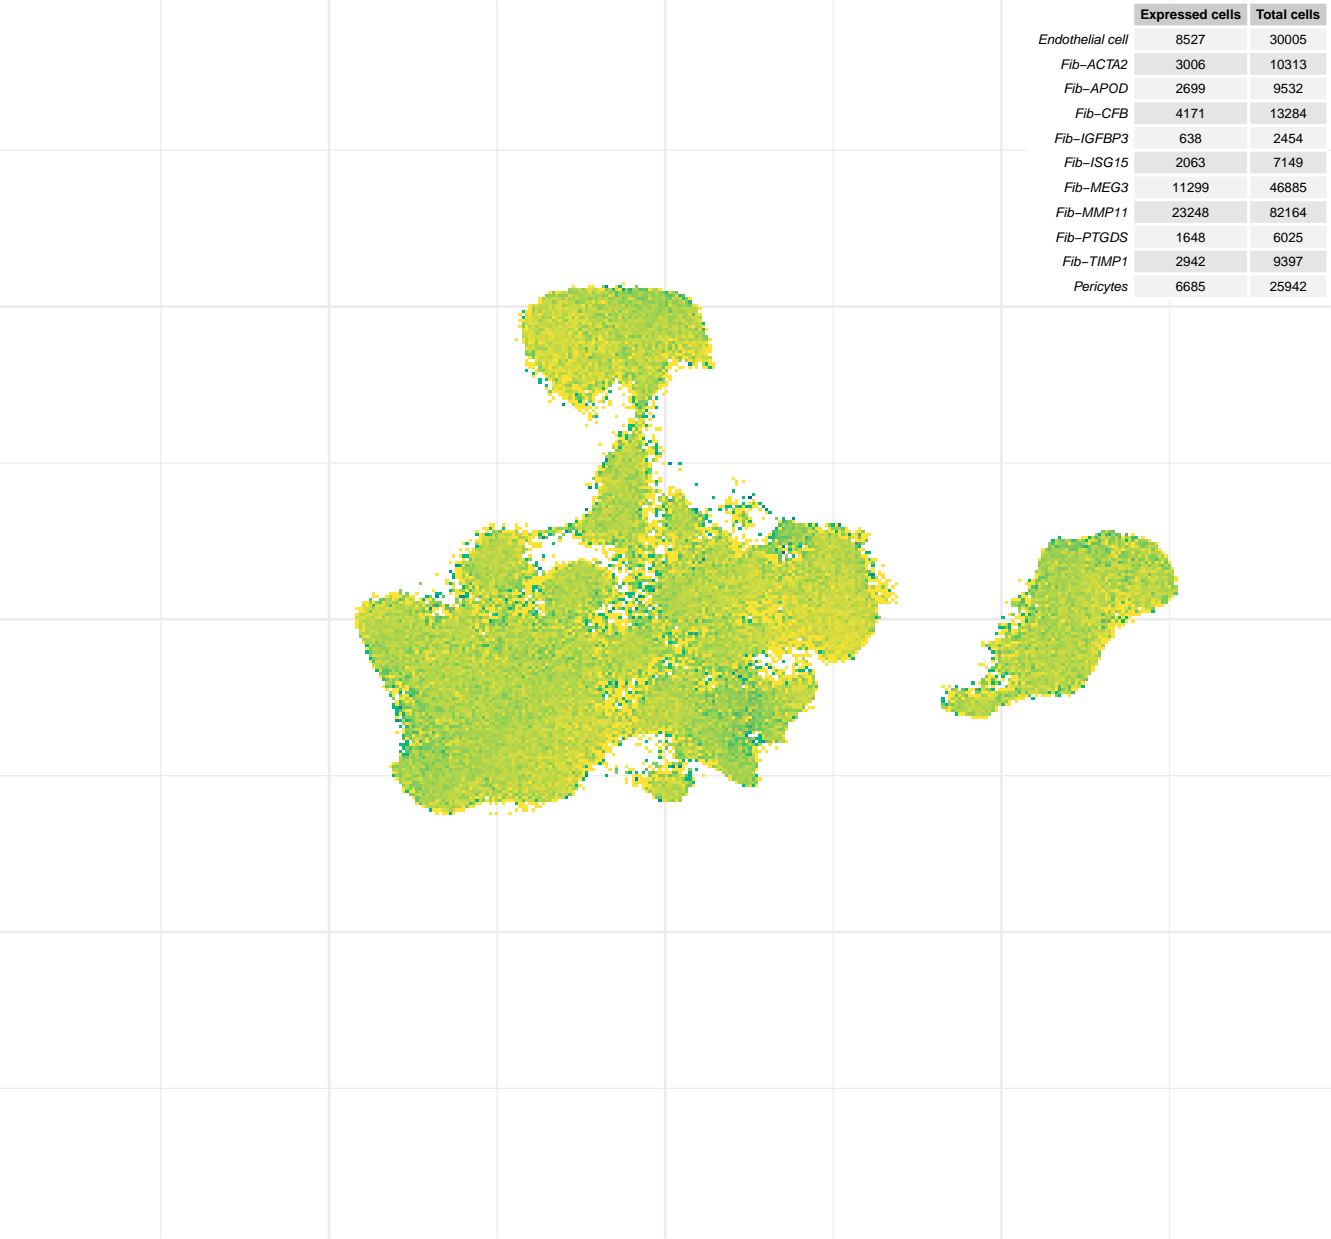 Expressed cells Total cells
Endothelial cell 8527 30005
Fib−ACTA2 3006 10313
Fib−APOD 2699 9532
Fib−CFB 4171 13284
Fib−IGFBP3 638 2454
Fib−ISG15 2063 7149
Fib−MEG3 11299 46885
Fib−MMP11 23248 82164
Fib−PTGDS 1648 6025
Fib−TIMP1 2942 9397
Pericytes 6685 25942